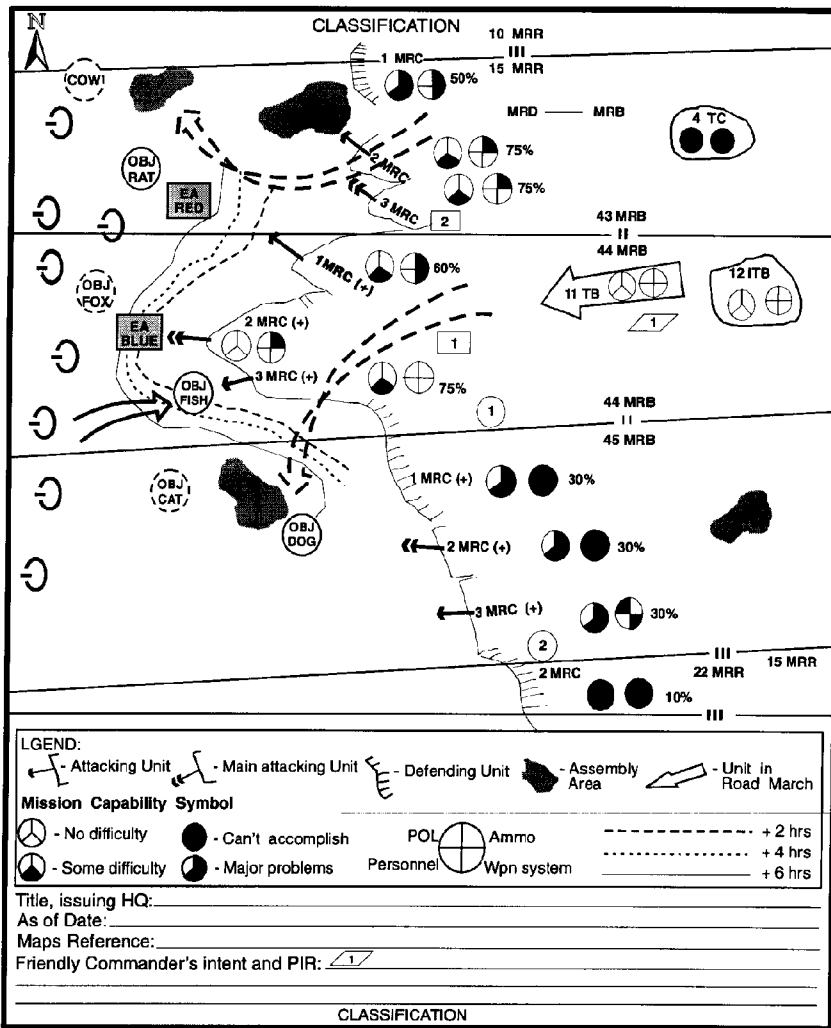 N
CLASSIFICATION
10 MRR
III
15 MRR
1 MRC
50%
COW
MRD MRB
4 TC
2 MRC
75%
OBJ
RAT
3 MRC
75%
EA
RED
2
43 MRB
II
44 MRB
1 MRC (+)
60%
12 ITB
11 TB
OBJ
FOX
1
2 MRC (+)
EA
BLUE
1
3 MRC (+)
75%
OBJ
FISH
1
44 MRB
II
45 MRB
1 MRC (+)
30%
OBJ
CAT
OBJ
DOG
2 MRC (+)
30%
3 MRC (+)
30%
2
III
15 MRR
22 MRR
2 MRC
10%
III
LGEND:
- Attacking Unit
- Main attacking Unit
- Defending Unit
- Assembly
Area
- Unit in
Road March
Mission Capability Symbol
- No difficulty
- Can't accomplish
POL
Ammo
+ 2 hrs
+ 4 hrs
- Some difficulty
- Major problems
Personnel
Wpn system
+ 6 hrs
Title, issuing HQ:
As of Date:
Maps Reference:
Friendly Commander's intent and PIR: 1
CLASSIFICATION